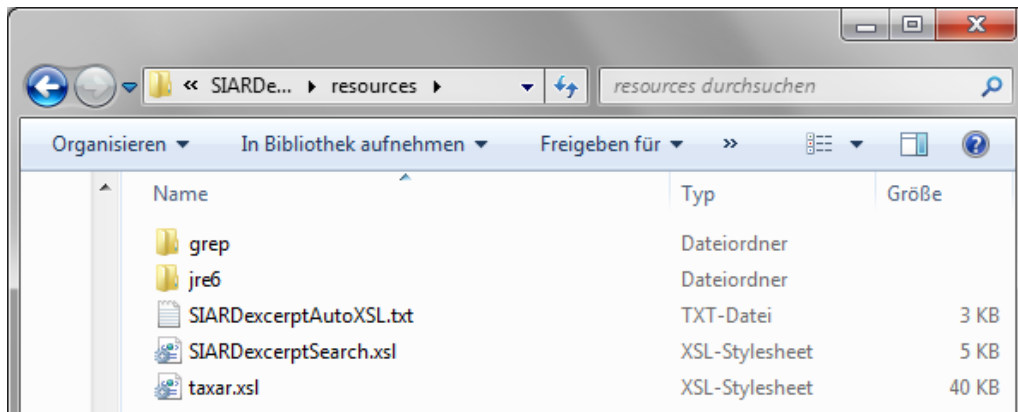 « SIARDe... resources resources durchsuchen
Organisieren In Bibliothek aufnehmen Freigeben für »
Name Typ Größe
grep Dateiordner
jre6 Dateiordner
SIARDexcerptAutoXSL.txt TXT-Datei 3 KB
SIARDexcerptSearch.xsl XSL-Stylesheet 5 KB
taxar.xsl XSL-Stylesheet 40 KB